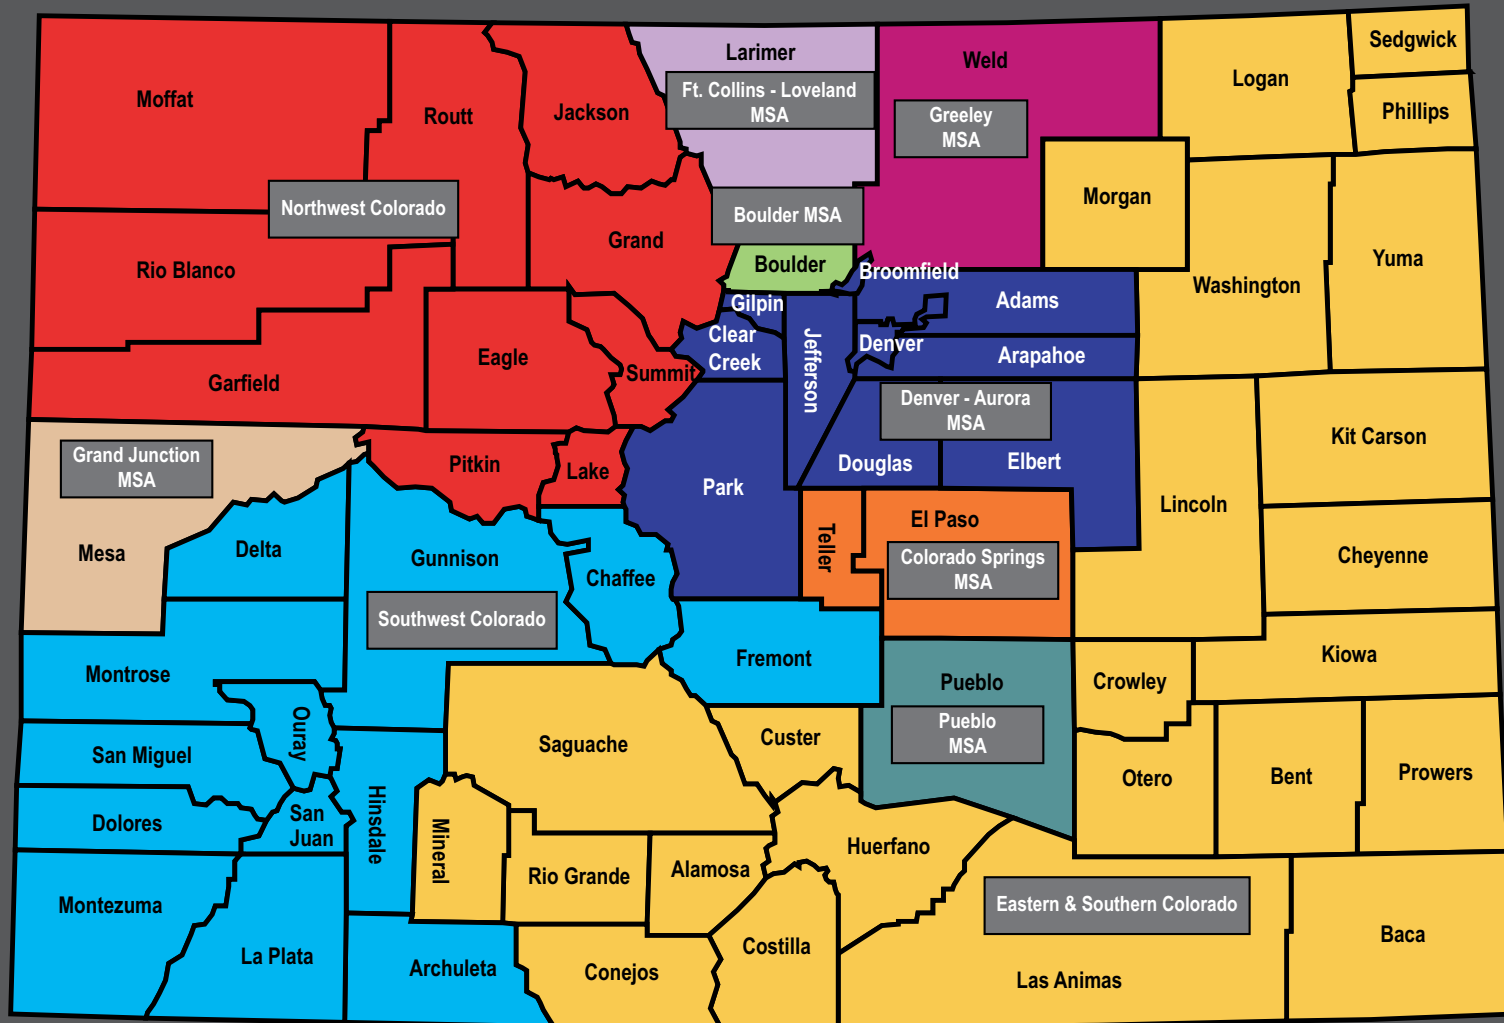 Sedgwick
Larimer
Weld
Logan
Moffat
Ft. Collins - Loveland
MSA
Phillips
Routt
Jackson
Greeley
MSA
Morgan
Northwest Colorado
Boulder MSA
Grand
Yuma
Rio Blanco
Boulder
Broomfield
Washington
Gilpin
Adams
Clear
Creek
Denver
Eagle
Jefferson
Arapahoe
Summit
Garfield
Denver - Aurora
MSA
Kit Carson
Grand Junction
MSA
Pitkin
Lake
Douglas
Elbert
Park
Lincoln
El Paso
Teller
Mesa
Delta
Gunnison
Colorado Springs
MSA
Cheyenne
Chaffee
Southwest Colorado
Fremont
Kiowa
Montrose
Pueblo
Crowley
Ouray
Pueblo
MSA
Custer
Saguache
San Miguel
Otero
Bent
Prowers
San
Juan
Dolores
Hinsdale
Mineral
Huerfano
Rio Grande
Alamosa
Montezuma
Eastern & Southern Colorado
Baca
La Plata
Archuleta
Conejos
Costilla
Las Animas